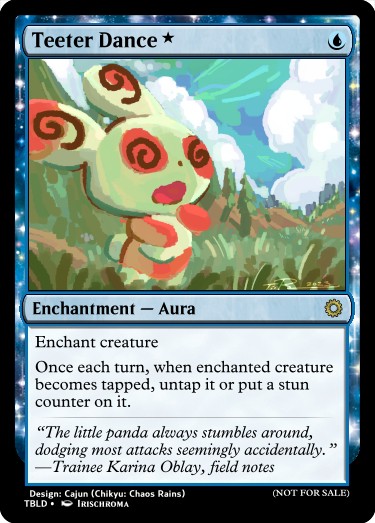 Teeter Dance ★
Enchantment — Aura
Enchant creature
Once each turn, when enchanted creature
becomes tapped, untap it or put a stun
counter on it.
“The little panda always stumbles around,
dodging most attacks seemingly accidentally.”
—Trainee Karina Oblay, field notes
Design: Cajun (Chikyu: Chaos Rains)
(NOT FOR SALE)
TBLD • Irischroma